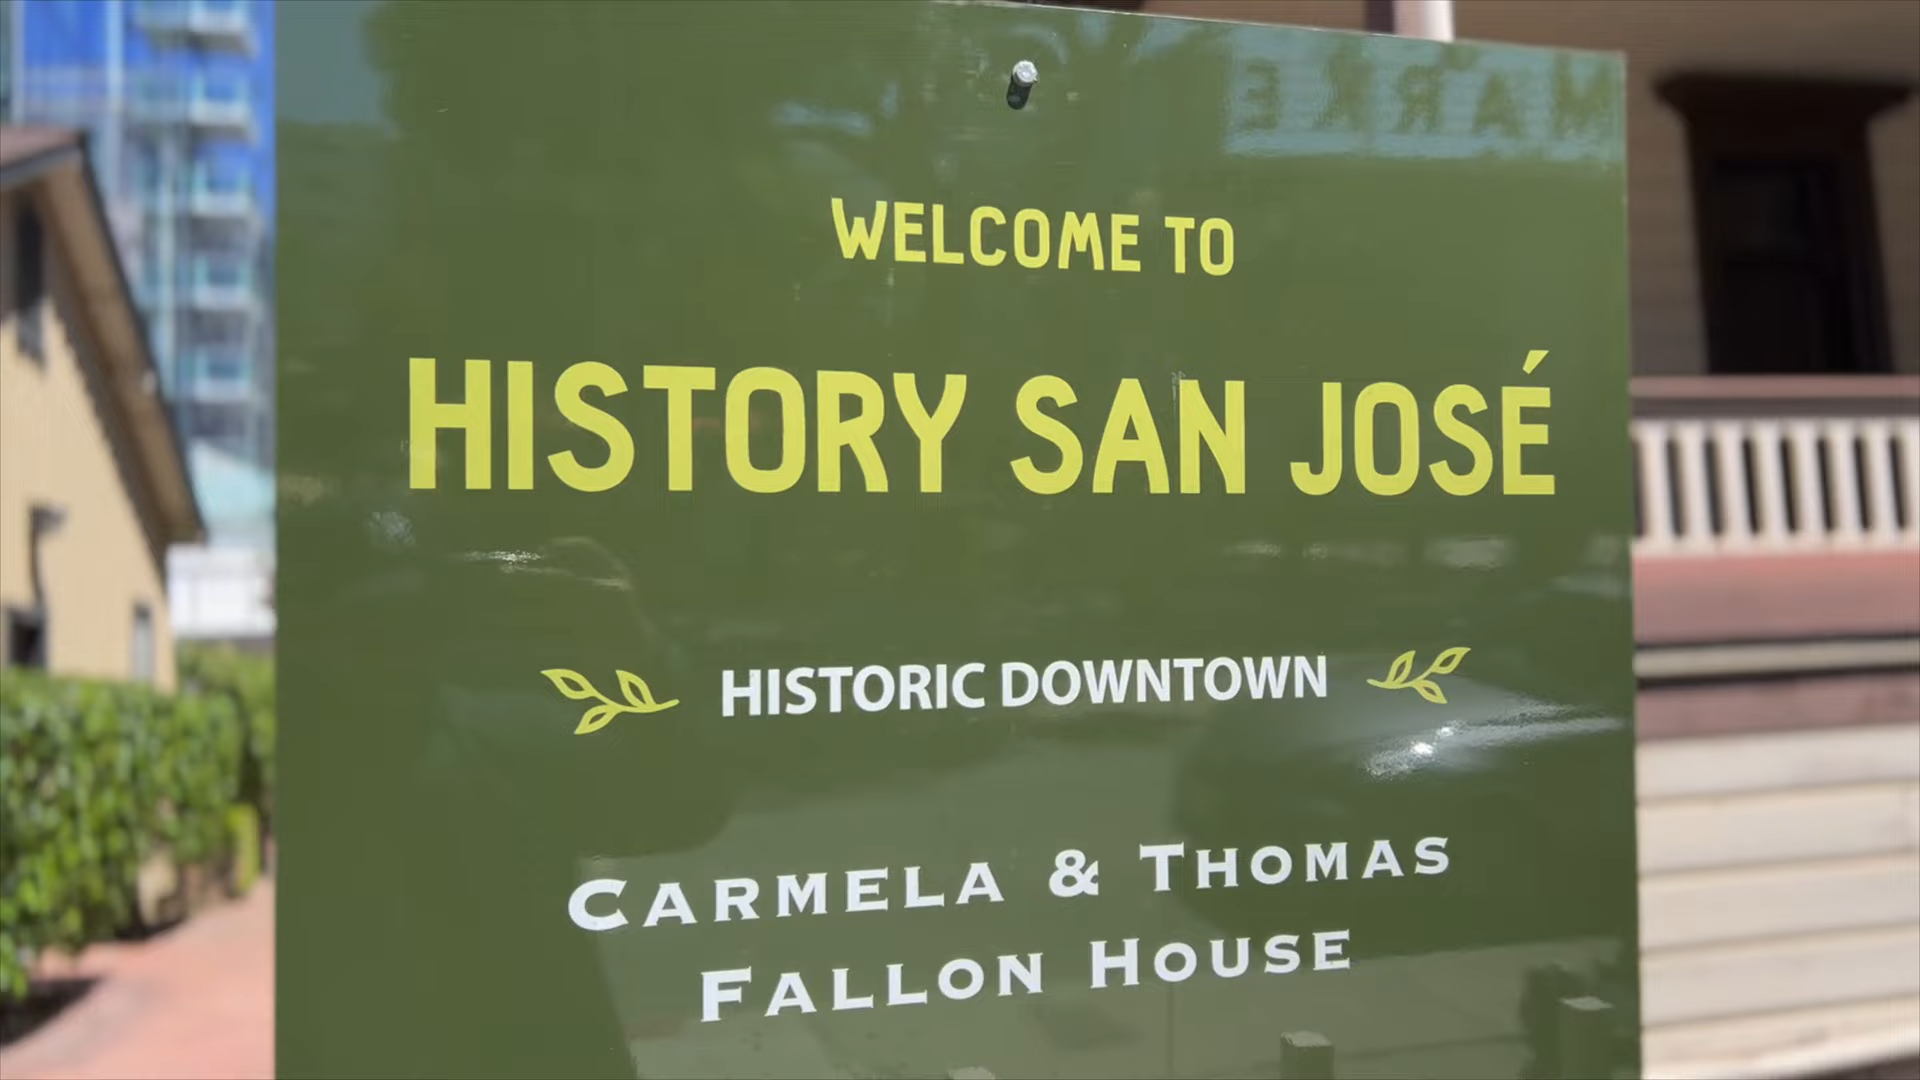 WELCOME TO
HISTORY SAN JOSÉ
HISTORIC DOWNTOWN
CARMELA & THOMAS
FALLON HOUSE